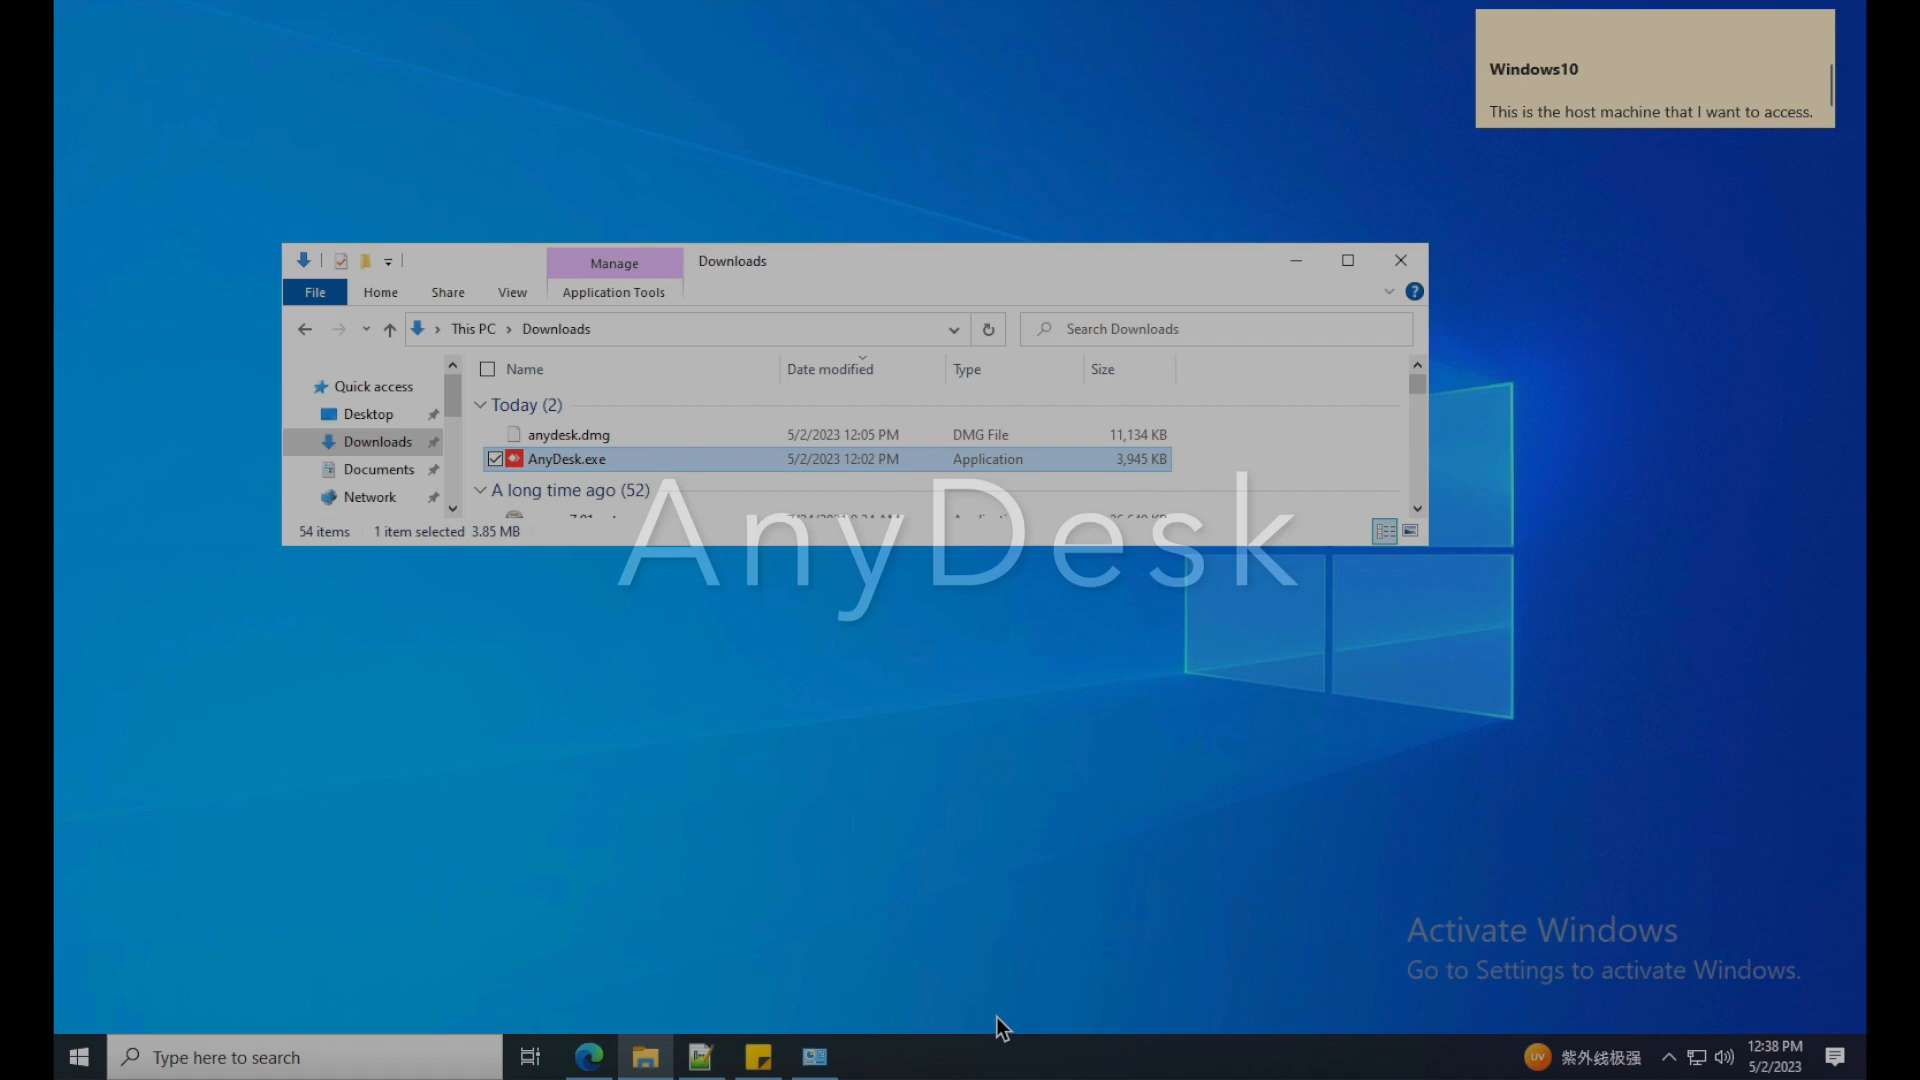 Windows10
This is the host machine that I want to access.
Manage
Downloads
File
Home
Share
View
Application Tools
This PC
Downloads
Search Downloads
Name
Date modified
Type
Size
Quick access
Desktop
Downloads
Documents
Network
Today (2)
anydesk.dmg 5/2/2023 12:05 PM DMG File 11,134 KB
AnyDesk.exe 5/2/2023 12:02 PM Application 3,945 KB
A long time ago (52)
54 items 1 item selected 3.85 MB
AnyDesk
Activate Windows
Go to Settings to activate Windows.
Type here to search
UV
紫外线极强
12:38 PM
5/2/2023